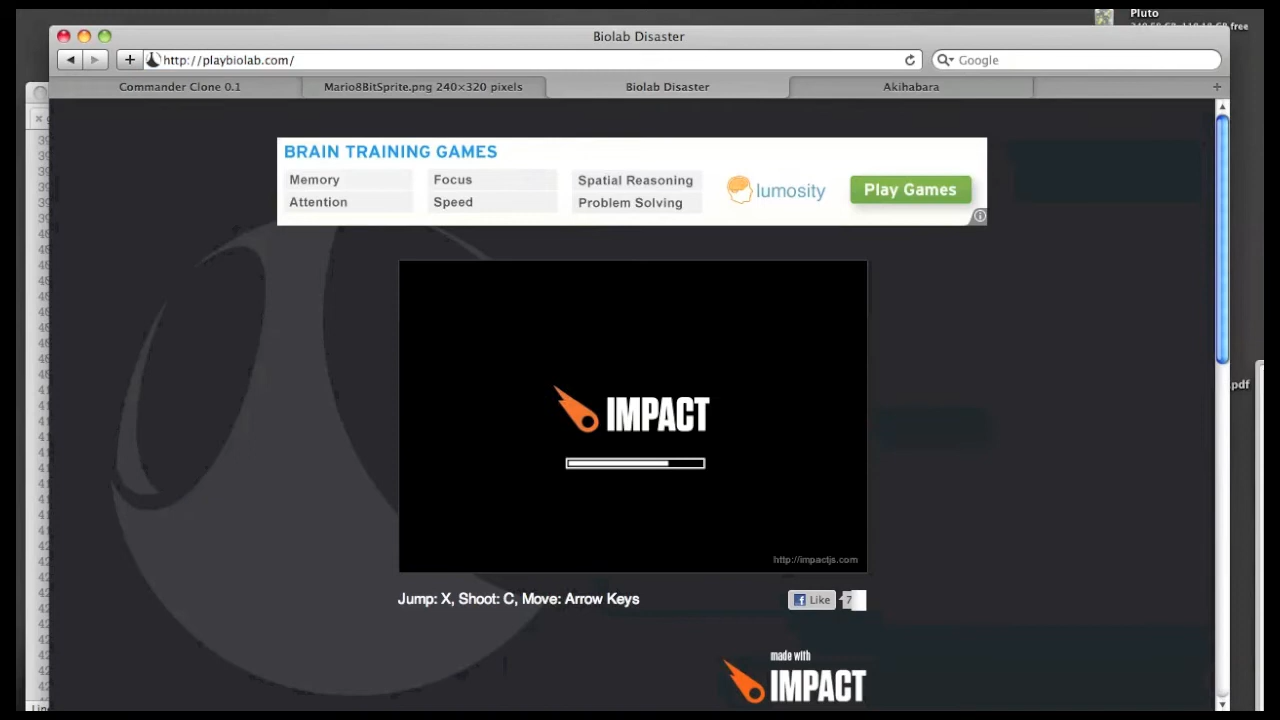 Pluto
Biolab Disaster
http://playbiolab.com/
Google
Commander Clone 0.1
Mario8BitSprite.png 240×320 pixels
Biolab Disaster
Akihabara
BRAIN TRAINING GAMES
Memory
Focus
Spatial Reasoning
Attention
Speed
Problem Solving
lumosity
Play Games
.pdf
IMPACT
http://impactjs.com
Jump: X, Shoot: C, Move: Arrow Keys
Like
7
made with
IMPACT